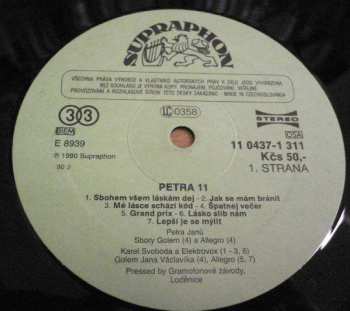 SUPRAPHON
VŠECHNA PRÁVA VÝROBCE A VLASTNÍKŮ AUTORSKÝCH PRÁV K DÍLU JSOU VYHRAZENA.
BEZ SOUHLASU JE VÝROBA KOPIÍ, PRONAJÍMÁNÍ, PŮJČOVÁNÍ, VEŘEJNÉ
PROVOZOVÁNÍ A ROZHLASOVÉ ŠÍŘENÍ TÉTO DESKY ZAKÁZÁNO. - MADE IN CZECHOSLOVAKIA
33
IC 0358
STEREO
BIEM
OSA
E 8939
11 0437-1 311
℗ 1990 Supraphon
Kčs 50,-
1. STRANA
PETRA 11
1. Sbohem všem láskám dej - 2. Jak se mám bránit
3. Mé lásce schází kód - 4. Špatnej večer
5. Grand prix - 6. Lásko slib nám
7. Lepší je se mýlit
Petra Janů
Sbory Golem (4) a Allegro (4)
Karel Svoboda a Elektrovox (1-3, 6)
Golem Jana Václavíka (4), Allegro (5, 7)
Pressed by Gramofonové závody,
Loděnice